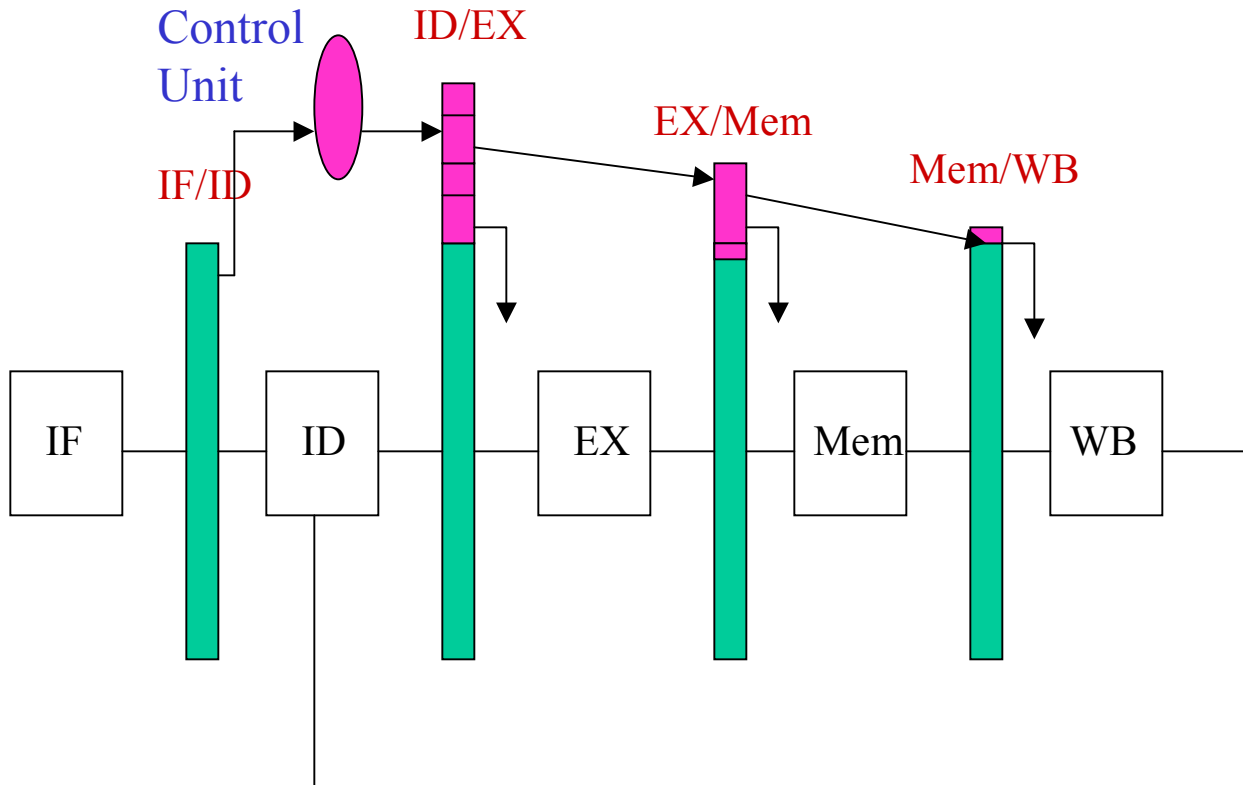 Control
Unit
ID/EX
EX/Mem
Mem/WB
IF/ID
IF
ID
EX
Mem
WB